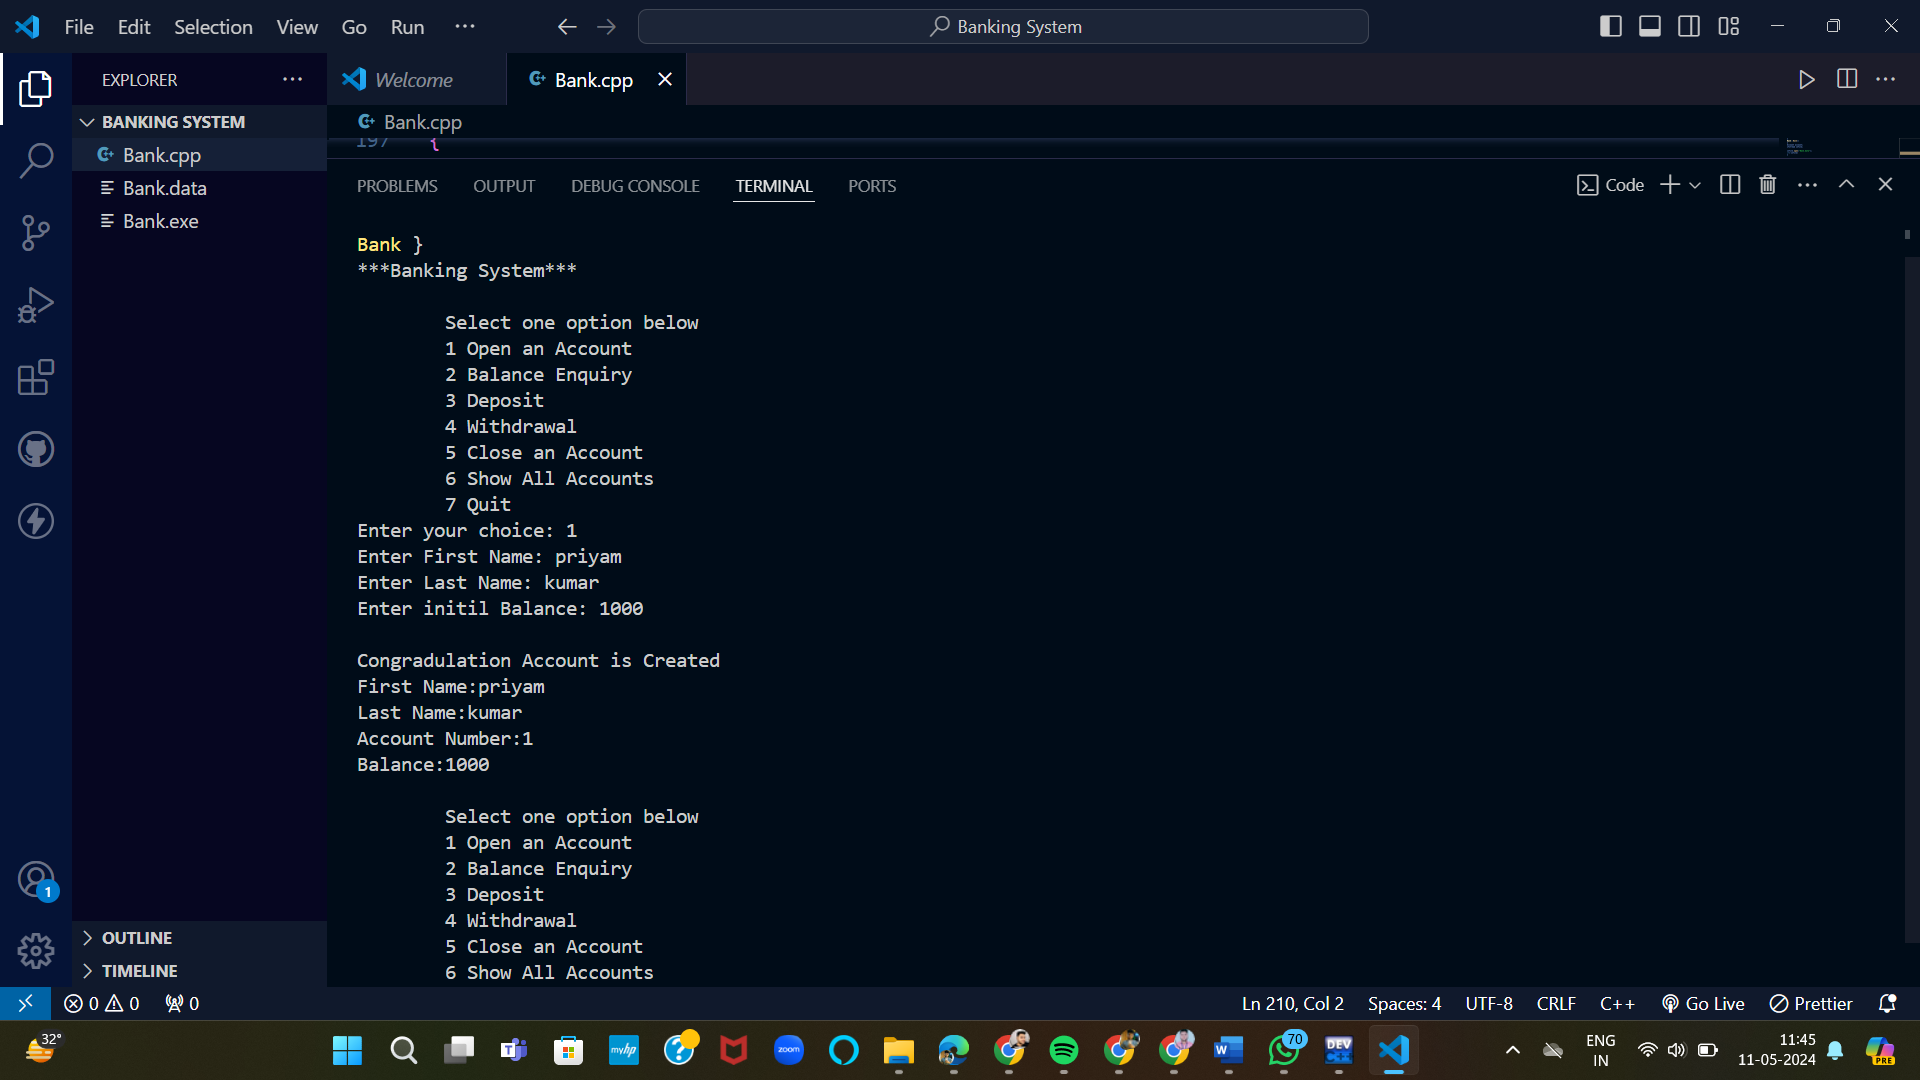 File Edit Selection View Go Run ... Banking System
EXPLORER ...
Welcome
Bank.cpp
BANKING SYSTEM
Bank.cpp
Bank.cpp
197 {
Bank.data
Bank.exe
PROBLEMS OUTPUT DEBUG CONSOLE TERMINAL PORTS
Code
Bank }
***Banking System***
Select one option below
1 Open an Account
2 Balance Enquiry
3 Deposit
4 Withdrawal
5 Close an Account
6 Show All Accounts
7 Quit
Enter your choice: 1
Enter First Name: priyam
Enter Last Name: kumar
Enter initil Balance: 1000
Congradulation Account is Created
First Name:priyam
Last Name:kumar
Account Number:1
Balance:1000
Select one option below
1 Open an Account
2 Balance Enquiry
3 Deposit
4 Withdrawal
5 Close an Account
6 Show All Accounts
1
OUTLINE
TIMELINE
0 0 0
Ln 210, Col 2 Spaces: 4 UTF-8 CRLF C++ Go Live Prettier
32°
myhp
zoom
70
DEV C++
ENG
IN
11:45
11-05-2024
PRE